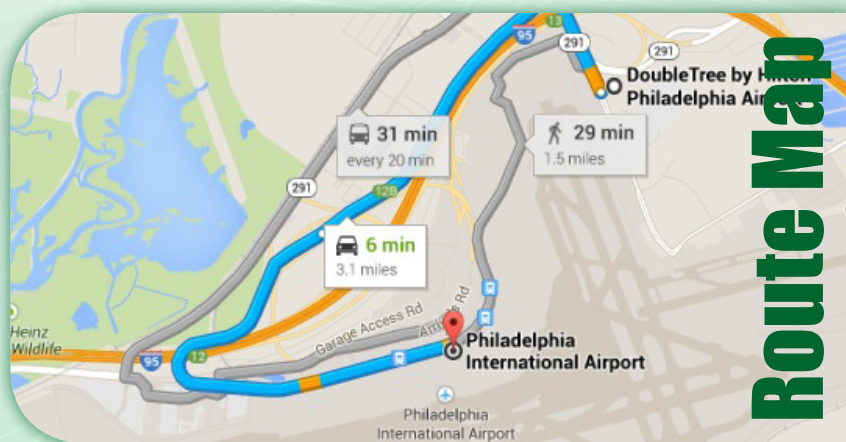 13
95
291
291
DoubleTree by Hilton
Philadelphia
31 min
every 20 min
29 min
1.5 miles
291
12B
6 min
3.1 miles
Heinz
Wildlife
95
12
Garage Access Rd
Arrivals Rd
Philadelphia
International Airport
Philadelphia
International Airport
Route Map